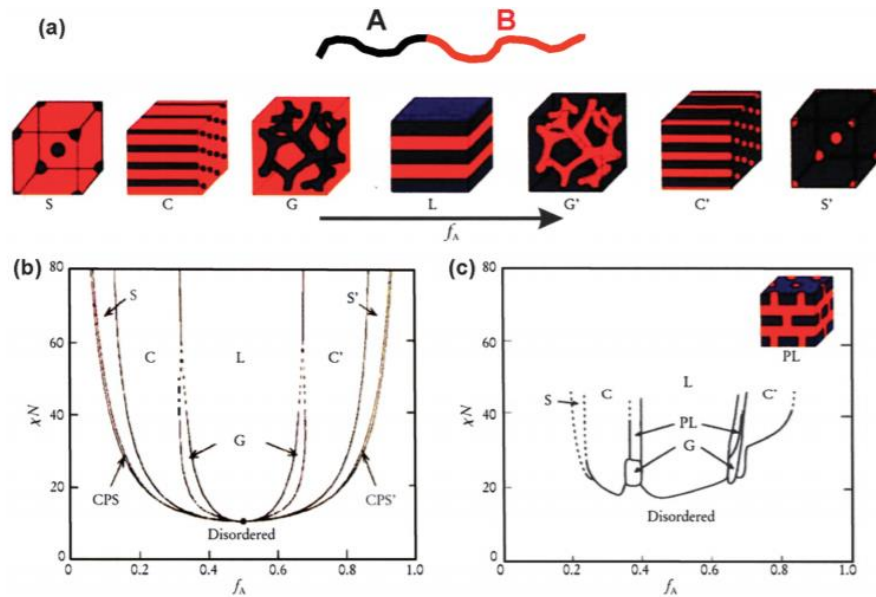 (a)
A B
S C G L G' C' S'
fA
(b)
80
60
40
20
0
χN
S
S'
C
L
C'
G
CPS
CPS'
Disordered
0 0.2 0.4 0.6 0.8 1.0
fA
(c)
80
60
40
20
0
χN
PL
L
C
C'
S
PL
G
Disordered
0 0.2 0.4 0.6 0.8 1.0
fA